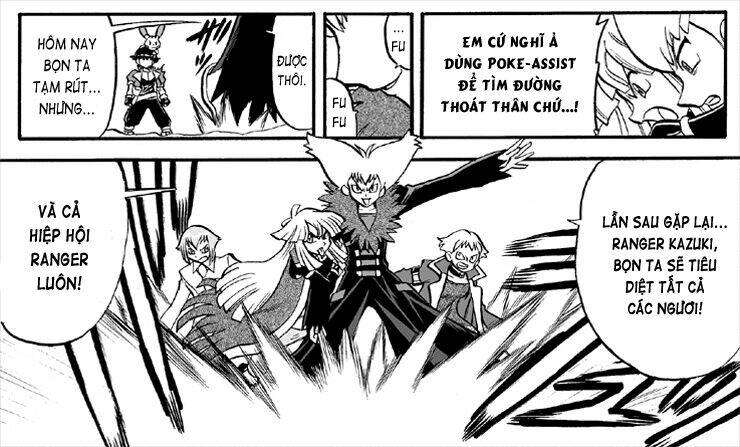 EM CỨ NGHĨ Ả
DÙNG POKE-ASSIST
ĐỂ TÌM ĐƯỜNG
THOÁT THÂN CHỨ...!
...
FU
FU
FU
ĐƯỢC
THÔI.
HÔM NAY
BỌN TA
TẠM RÚT...
NHƯNG...
LẦN SAU GẶP LẠI...
RANGER KAZUKI,
BỌN TA SẼ TIÊU
DIỆT TẤT CẢ
CÁC NGƯƠI!
VÀ CẢ
HIỆP HỘI
RANGER
LUÔN!